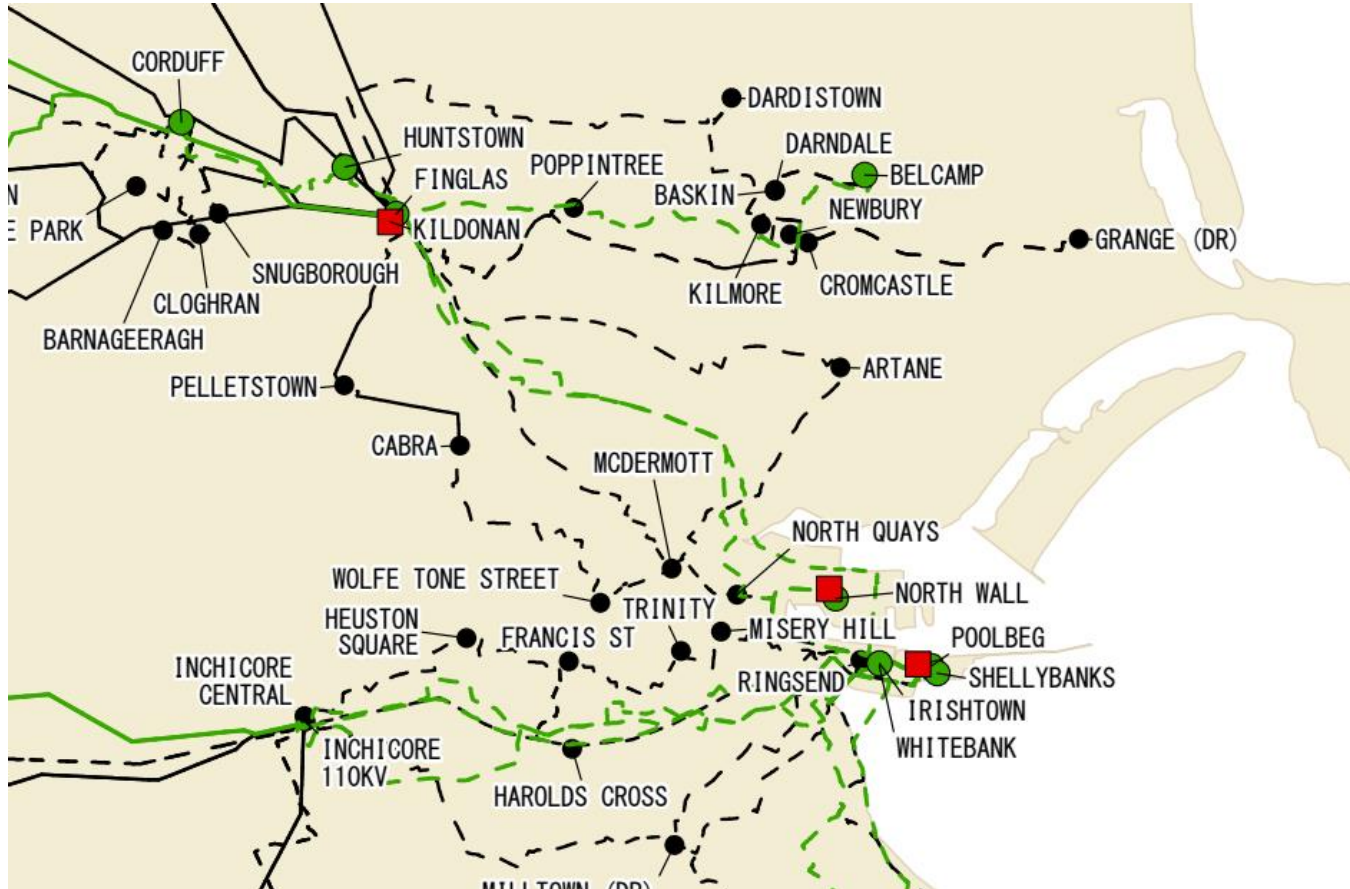 CORDUFF
DARDISTOWN
HUNTSTOWN
DARNDALE
POPPINTREE
FINGLAS
BELCAMP
BASKIN
N
E PARK
NEWBURY
KILDONAN
GRANGE (DR)
SNUGBOROUGH
KILMORE
CROMCASTLE
CLOGHRAN
BARNAGEERAGH
ARTANE
PELLETSTOWN
CABRA
MCDERMOTT
NORTH QUAYS
WOLFE TONE STREET
NORTH WALL
TRINITY
HEUSTON
SQUARE
FRANCIS ST
MISERY HILL
POOLBEG
INCHICORE
CENTRAL
RINGSEND
SHELLYBANKS
IRISHTOWN
INCHICORE
110KV
WHITEBANK
HAROLDS CROSS
MILLTOWN (DR)